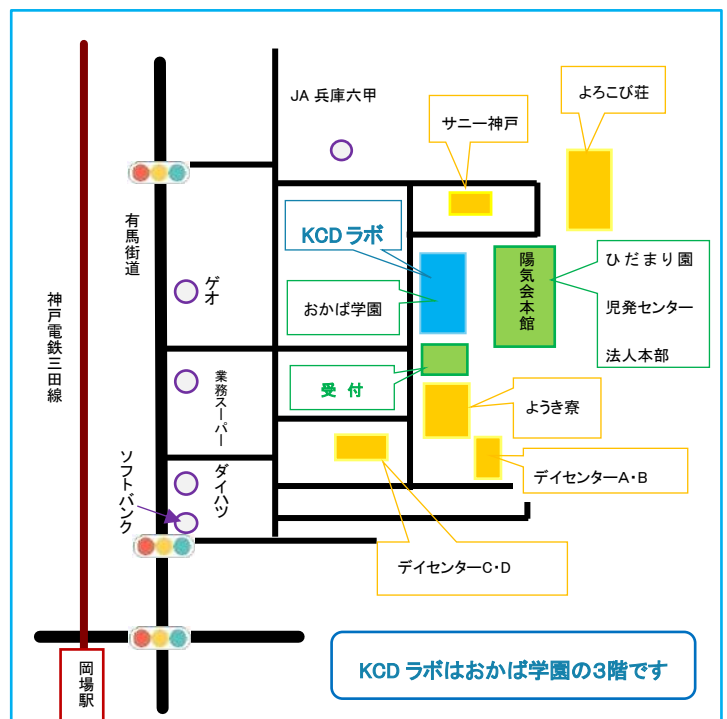 JA 兵庫六甲
よろこび荘
サニー神戸
有馬街道
KCD ラボ
陽気会本館
ひだまり園
児発センター
法人本部
神戸電鉄三田線
ゲオ
おかば学園
業務スーパー
受 付
ようき寮
ソフトバンク
ダイハツ
デイセンターA・B
デイセンターC・D
岡場駅
KCD ラボはおかば学園の3階です